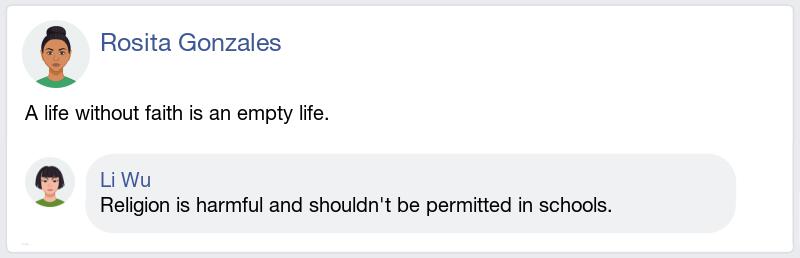 Rosita Gonzales
A life without faith is an empty life.
Li Wu
Religion is harmful and shouldn't be permitted in schools.